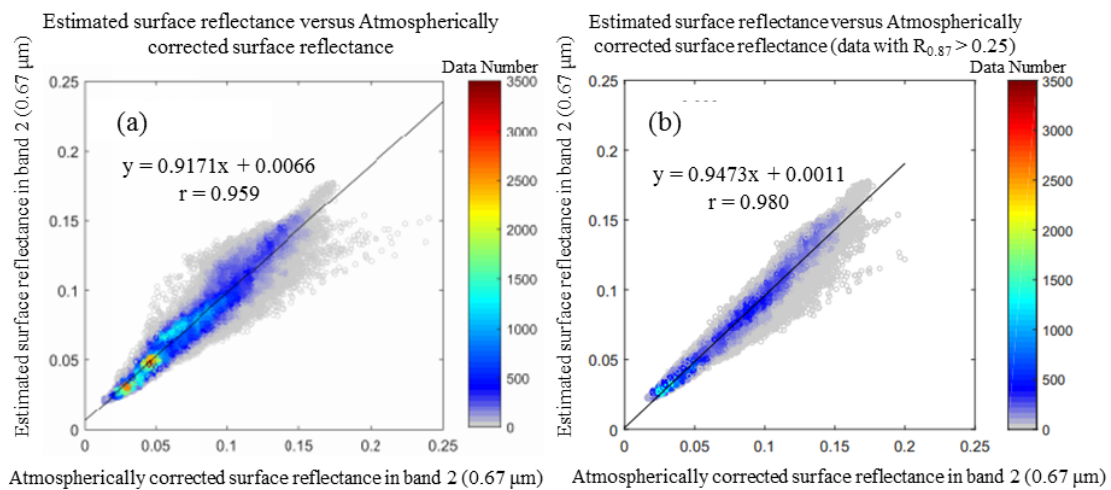 Estimated surface reflectance versus Atmospherically
corrected surface reflectance
Data Number
Estimated surface reflectance in band 2 (0.67 μm)
0.25
0.2
0.15
0.1
0.05
0
(a)
y = 0.9171x + 0.0066
r = 0.959
3500
3000
2500
2000
1500
1000
500
0
0 0.05 0.1 0.15 0.2 0.25
Atmospherically corrected surface reflectance in band 2 (0.67 μm)
Estimated surface reflectance versus Atmospherically
corrected surface reflectance (data with R0.87 > 0.25)
Data Number
Estimated surface reflectance in band 2 (0.67 μm)
0.25
0.2
0.15
0.1
0.05
0
(b)
y = 0.9473x + 0.0011
r = 0.980
3500
3000
2500
2000
1500
1000
500
0
0 0.05 0.1 0.15 0.2 0.25
Atmospherically corrected surface reflectance in band 2 (0.67 μm)